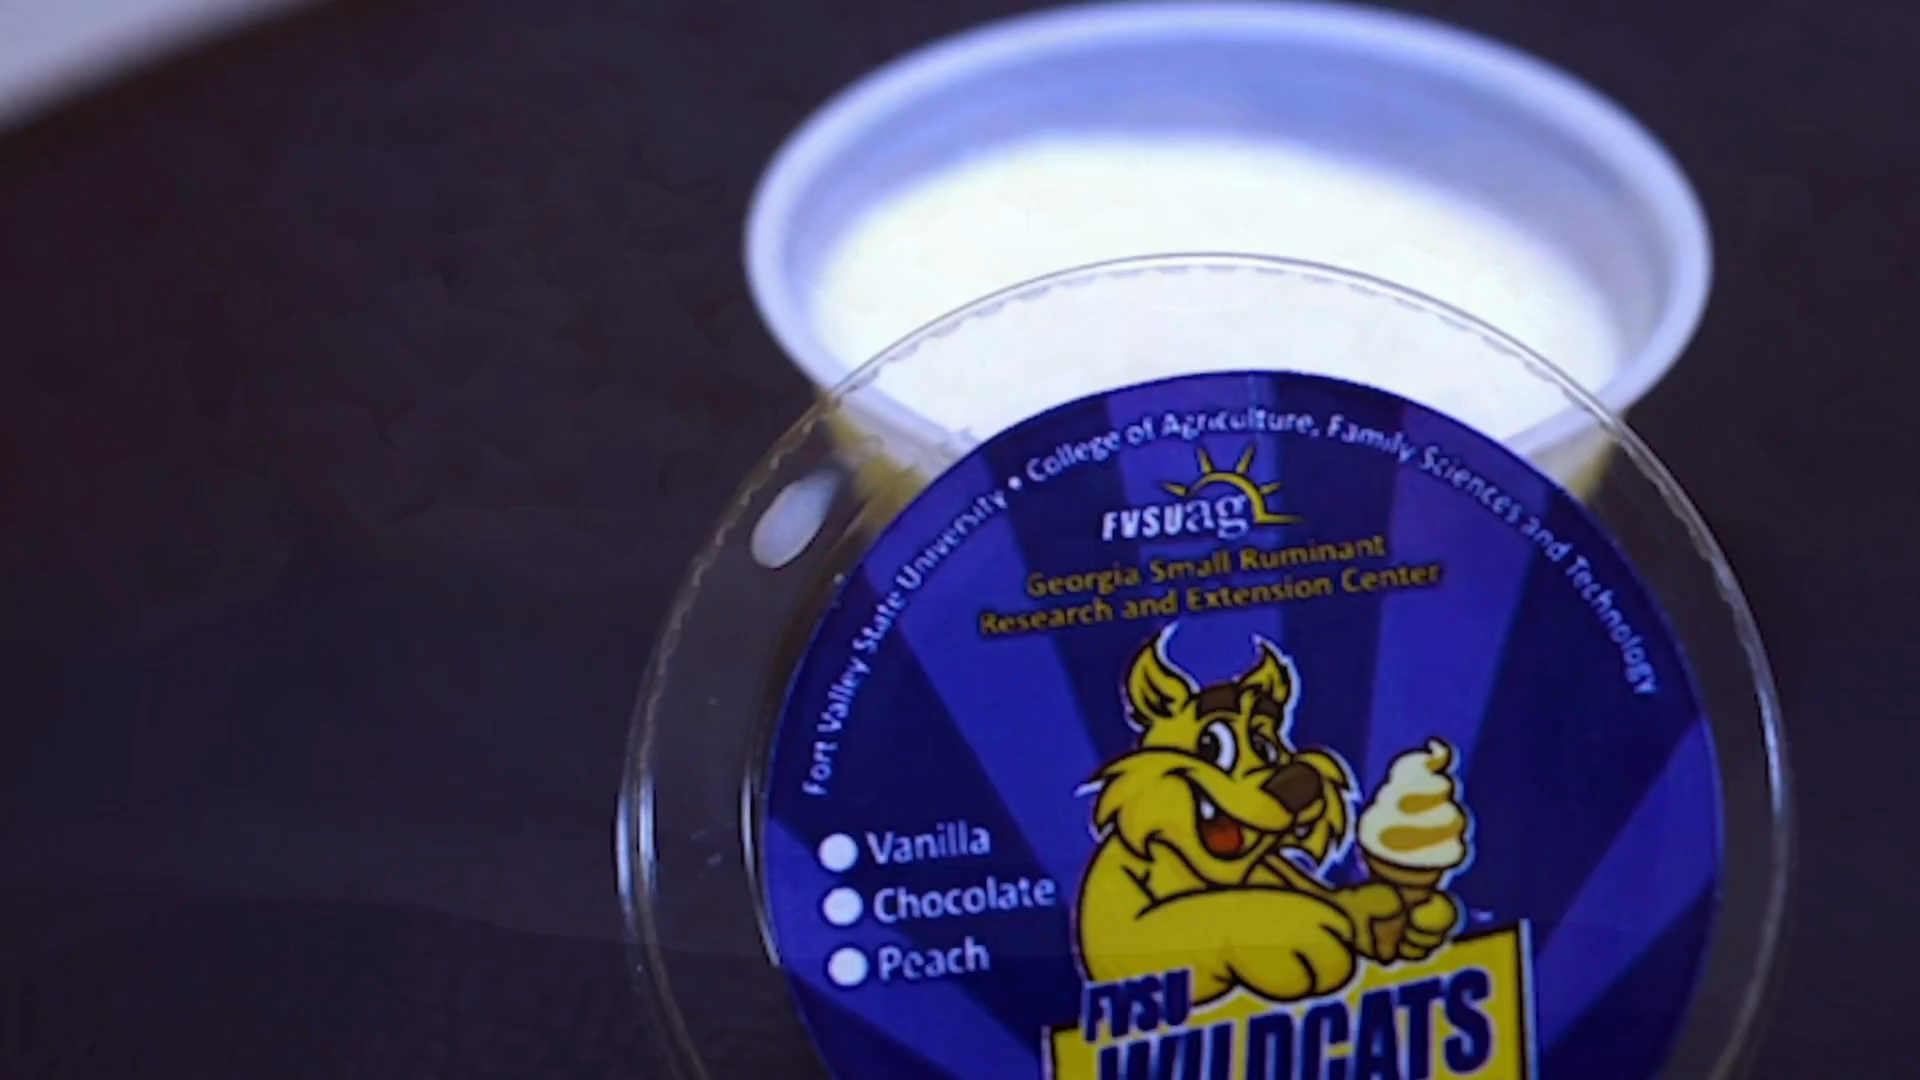 Fort Valley State University • College of Agriculture, Family Sciences and Technology
FVSUag
Georgia Small Ruminant
Research and Extension Center
Vanilla
Chocolate
Peach
FVSU
WILDCATS
™